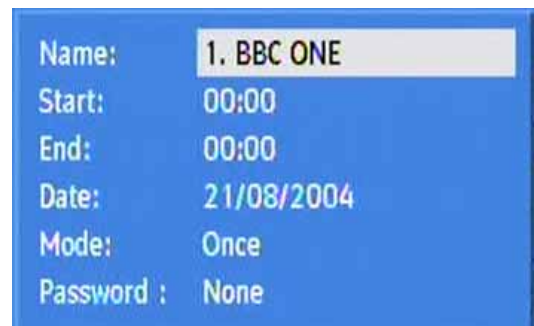 Name: 1. BBC ONE
Start: 00:00
End: 00:00
Date: 21/08/2004
Mode: Once
Password : None